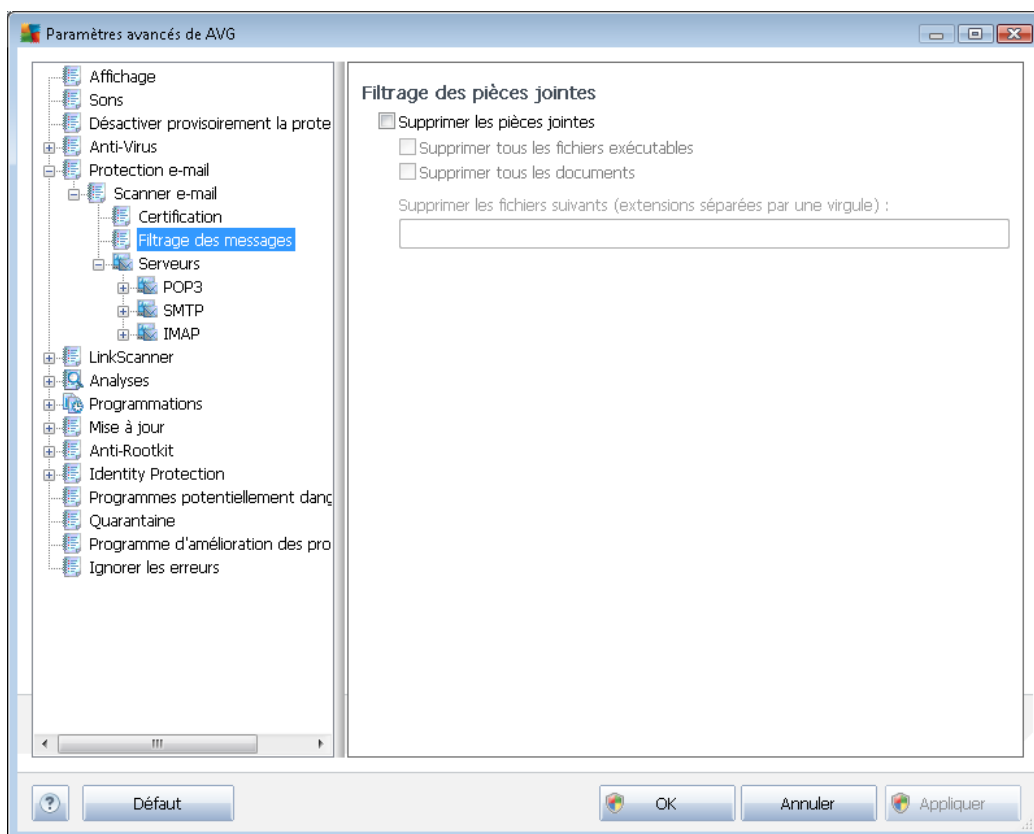 Paramètres avancés de AVG
Affichage
Sons
Désactiver provisoirement la prote
Anti-Virus
Protection e-mail
Scanner e-mail
Certification
Filtrage des messages
Serveurs
POP3
SMTP
IMAP
LinkScanner
Analyses
Programmations
Mise à jour
Anti-Rootkit
Identity Protection
Programmes potentiellement dang
Quarantaine
Programme d'amélioration des pro
Ignorer les erreurs
Filtrage des pièces jointes
Supprimer les pièces jointes
Supprimer tous les fichiers exécutables
Supprimer tous les documents
Supprimer les fichiers suivants (extensions séparées par une virgule) :
?
Défaut
OK
Annuler
Appliquer